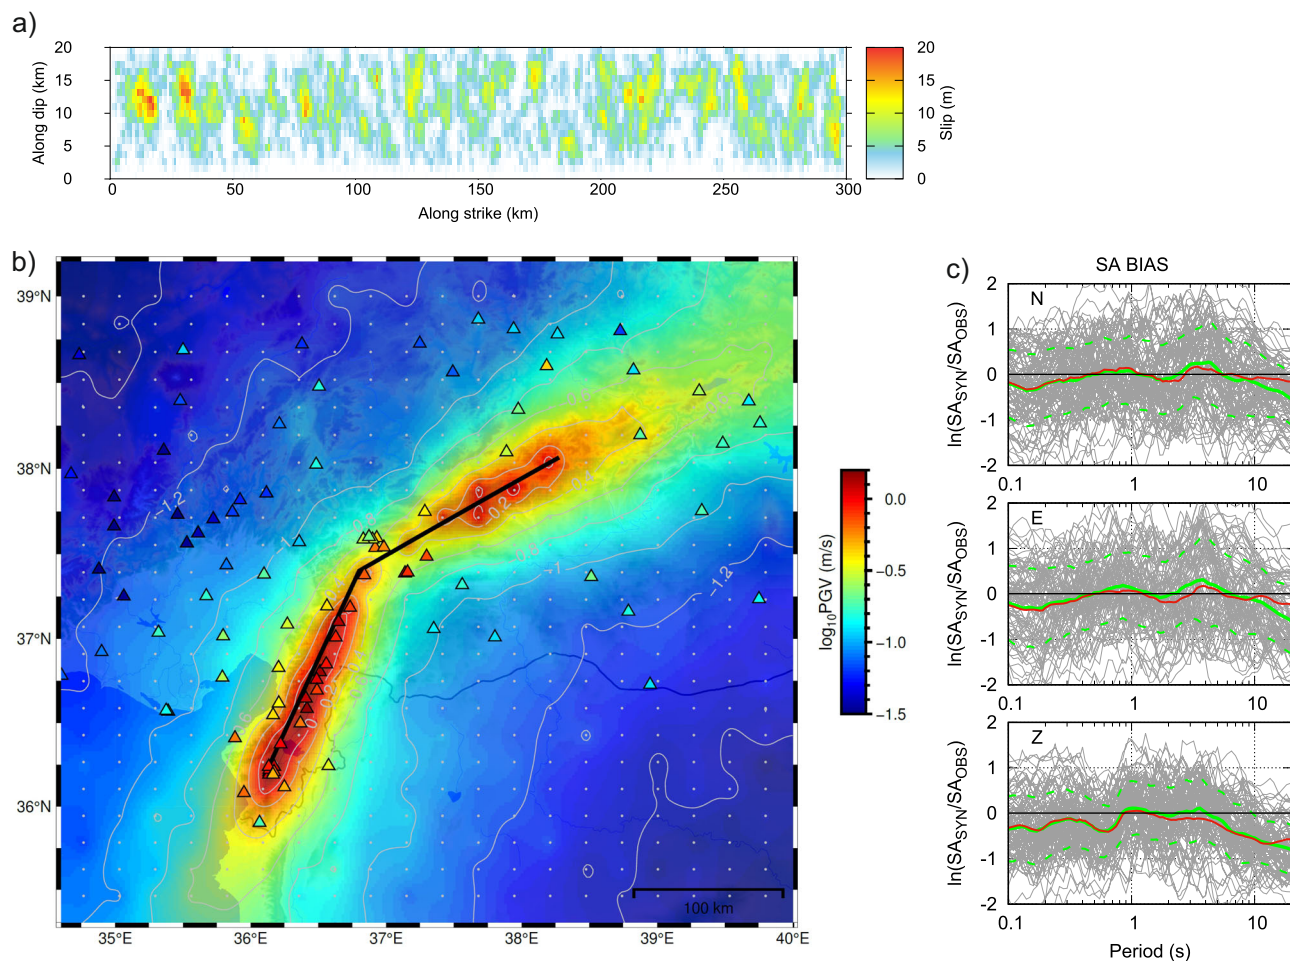 a)
20
15
10
5
0
Along dip (km)
0
50
100
150
200
250
300
Along strike (km)
20
15
10
5
0
Slip (m)
b)
39°N
38°N
37°N
36°N
35°E
36°E
37°E
38°E
39°E
40°E
−1.2
−1.2
−1
0.2
100 km
0.0
−0.5
−1.0
−1.5
log10PGV (m/s)
c)
SA BIAS
N
2
1
0
-1
-2
0.1
1
10
ln(SASYN/SAOBS)
E
2
1
0
-1
-2
0.1
1
10
ln(SASYN/SAOBS)
Z
2
1
0
-1
-2
0.1
1
10
ln(SASYN/SAOBS)
Period (s)